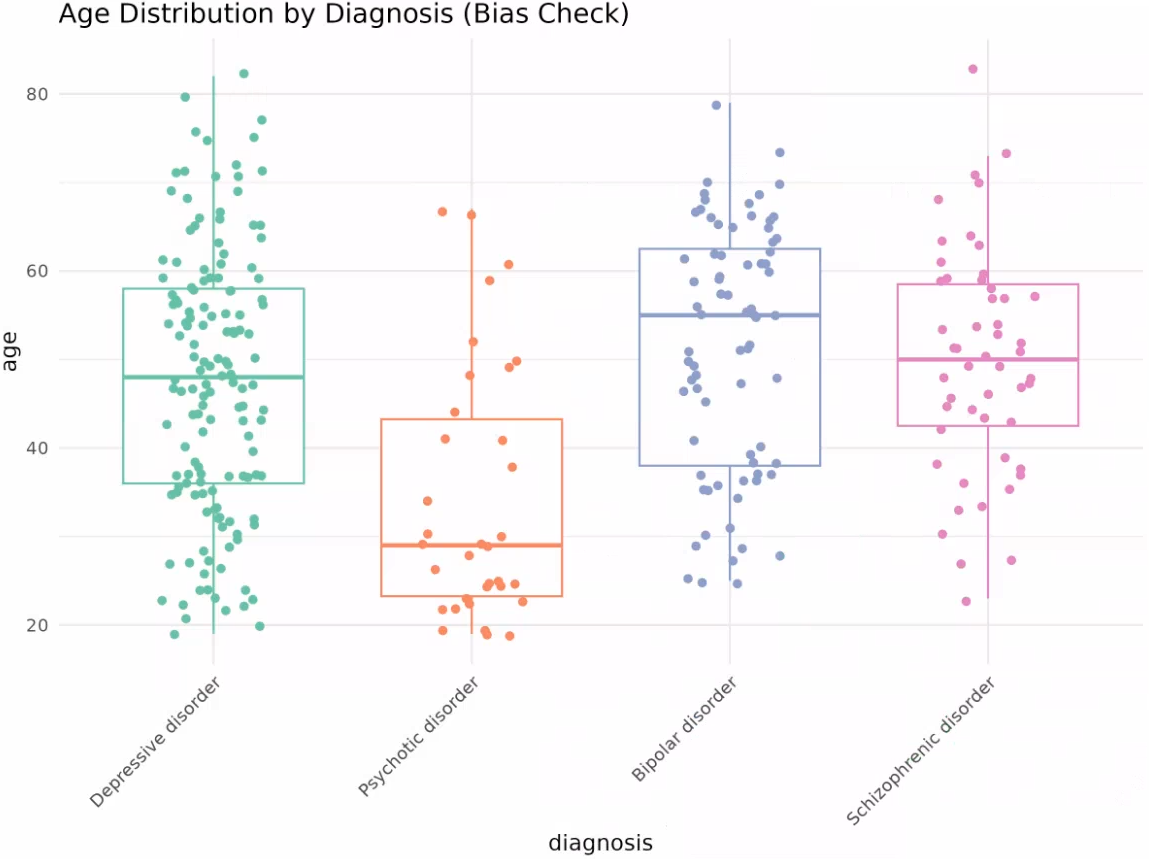 Age Distribution by Diagnosis (Bias Check)
80
60
40
20
age
Depressive disorder
Psychotic disorder
Bipolar disorder
Schizophrenic disorder
diagnosis